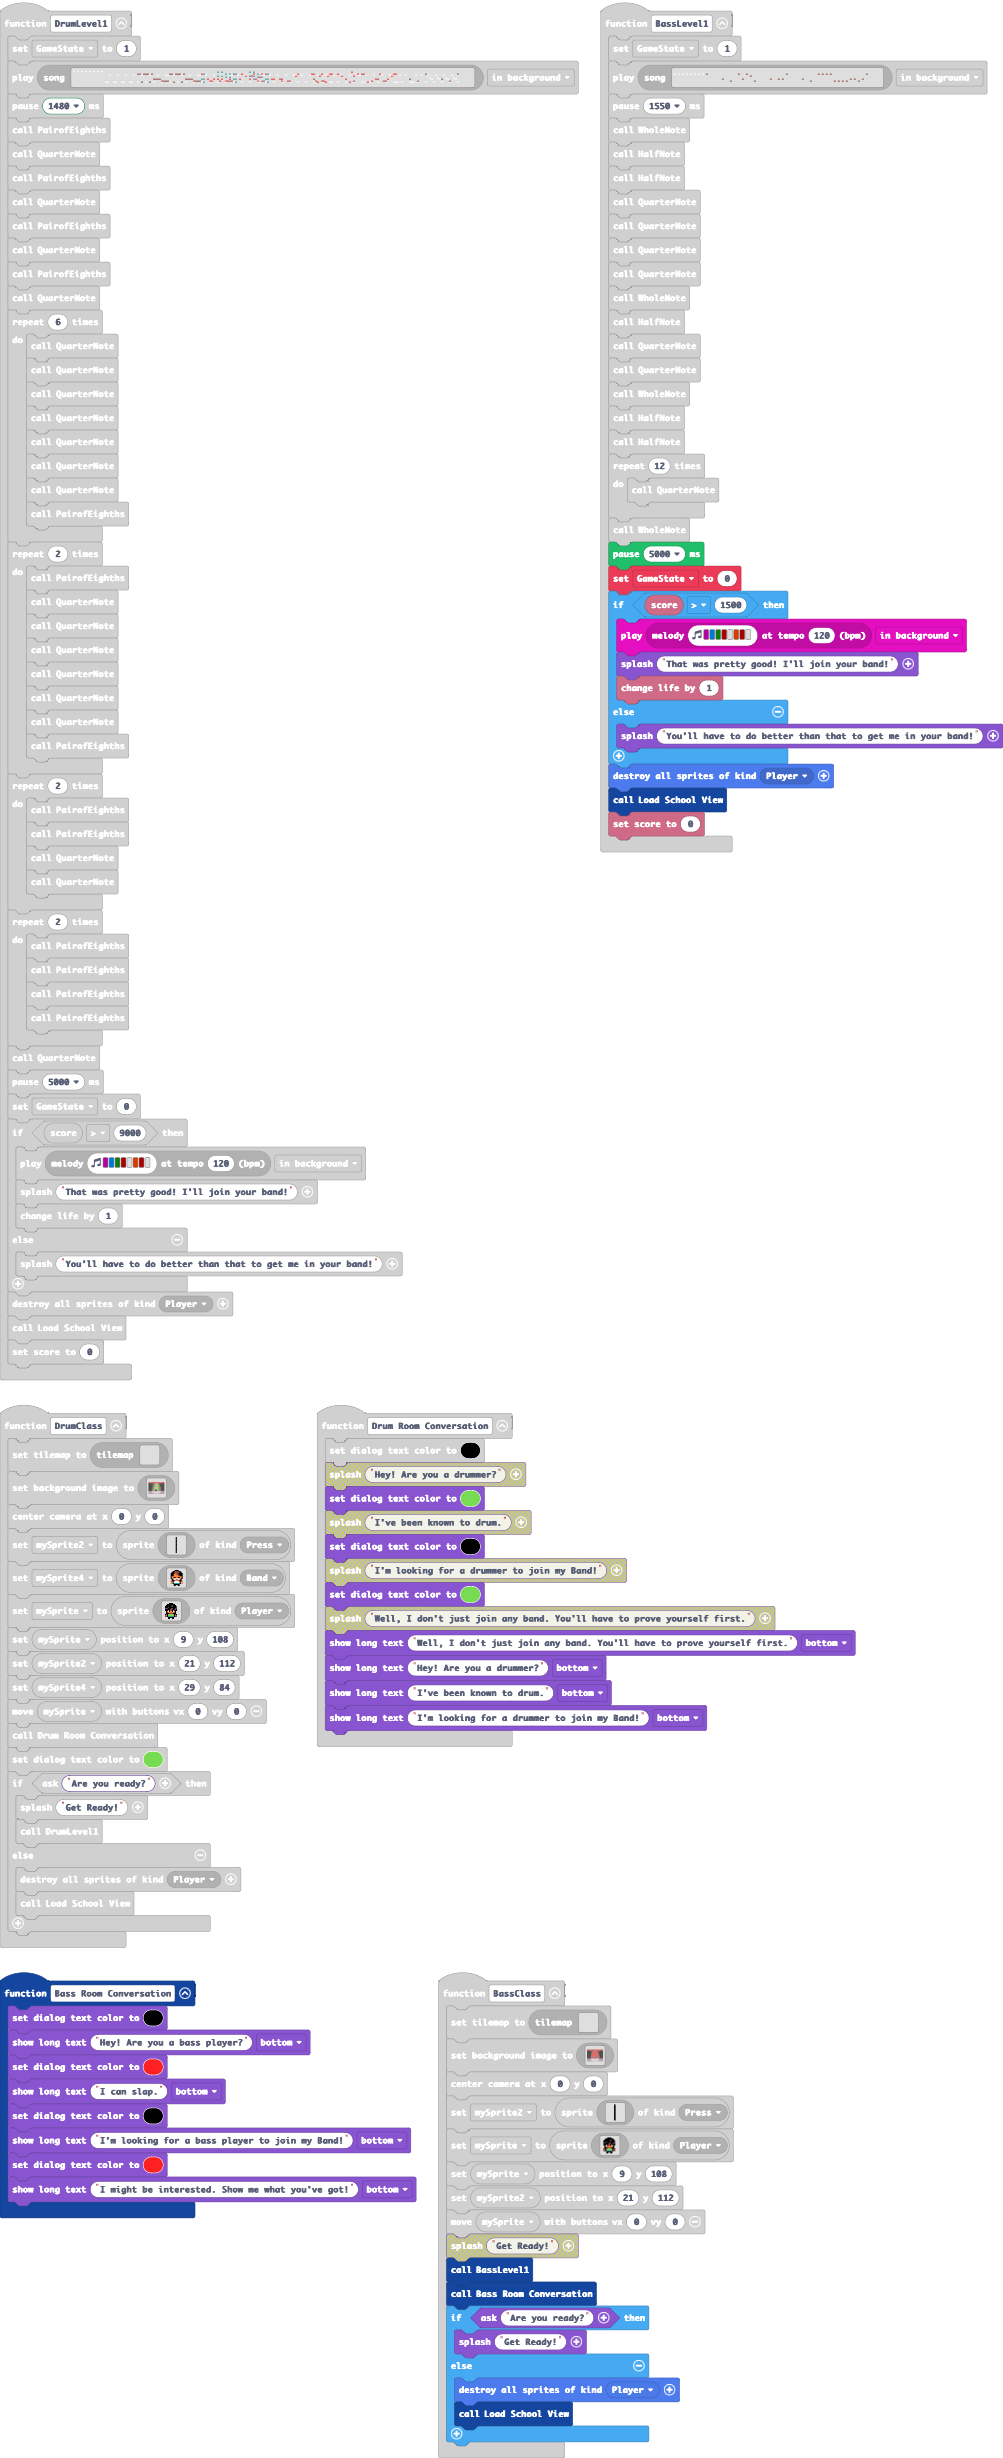 function DrumLevel1
set GameState to 1
play song in background
pause 1480 ms
call PairofEighths
call QuarterNote
call PairofEighths
call QuarterNote
call PairofEighths
call QuarterNote
call PairofEighths
call QuarterNote
repeat 6 times
do
call QuarterNote
call QuarterNote
call QuarterNote
call QuarterNote
call QuarterNote
call QuarterNote
call QuarterNote
call PairofEighths
repeat 2 times
do
call PairofEighths
call QuarterNote
call QuarterNote
call QuarterNote
call QuarterNote
call QuarterNote
call QuarterNote
call PairofEighths
repeat 2 times
do
call PairofEighths
call PairofEighths
call QuarterNote
call QuarterNote
repeat 2 times
do
call PairofEighths
call PairofEighths
call PairofEighths
call PairofEighths
call QuarterNote
pause 5000 ms
set GameState to 0
if score > 9000 then
play melody at tempo 120 (bpm) in background
splash "That was pretty good! I'll join your band!"
change life by 1
else
splash "You'll have to do better than that to get me in your band!"
destroy all sprites of kind Player
call Load School View
set score to 0
function BassLevel1
set GameState to 1
play song in background
pause 1550 ms
call WholeNote
call HalfNote
call HalfNote
call QuarterNote
call QuarterNote
call QuarterNote
call QuarterNote
call WholeNote
call HalfNote
call QuarterNote
call QuarterNote
call WholeNote
call HalfNote
call HalfNote
repeat 12 times
do
call QuarterNote
call WholeNote
pause 5000 ms
set GameState to 0
if score > 1500 then
play melody at tempo 120 (bpm) in background
splash "That was pretty good! I'll join your band!"
change life by 1
else
splash "You'll have to do better than that to get me in your band!"
destroy all sprites of kind Player
call Load School View
set score to 0
function DrumClass
set tilemap to tilemap
set background image to
center camera at x 0 y 0
set mySprite2 to sprite of kind Press
set mySprite4 to sprite of kind Band
set mySprite to sprite of kind Player
set mySprite position to x 9 y 108
set mySprite2 position to x 21 y 112
set mySprite4 position to x 29 y 84
move mySprite with buttons vx 0 vy 0
call Drum Room Conversation
set dialog text color to
if ask "Are you ready?" then
splash "Get Ready!"
call DrumLevel1
else
destroy all sprites of kind Player
call Load School View
function Drum Room Conversation
set dialog text color to
splash "Hey! Are you a drummer?"
set dialog text color to
splash "I've been known to drum."
set dialog text color to
splash "I'm looking for a drummer to join my Band!"
set dialog text color to
splash "Well, I don't just join any band. You'll have to prove yourself first."
show long text "Well, I don't just join any band. You'll have to prove yourself first." bottom
show long text "Hey! Are you a drummer?" bottom
show long text "I've been known to drum." bottom
show long text "I'm looking for a drummer to join my Band!" bottom
function Bass Room Conversation
set dialog text color to
show long text "Hey! Are you a bass player?" bottom
set dialog text color to
show long text "I can slap." bottom
set dialog text color to
show long text "I'm looking for a bass player to join my Band!" bottom
set dialog text color to
show long text "I might be interested. Show me what you've got!" bottom
function BassClass
set tilemap to tilemap
set background image to
center camera at x 0 y 0
set mySprite2 to sprite of kind Press
set mySprite to sprite of kind Player
set mySprite position to x 9 y 108
set mySprite2 position to x 21 y 112
move mySprite with buttons vx 0 vy 0
splash "Get Ready!"
call BassLevel1
call Bass Room Conversation
if ask "Are you ready?" then
splash "Get Ready!"
else
destroy all sprites of kind Player
call Load School View